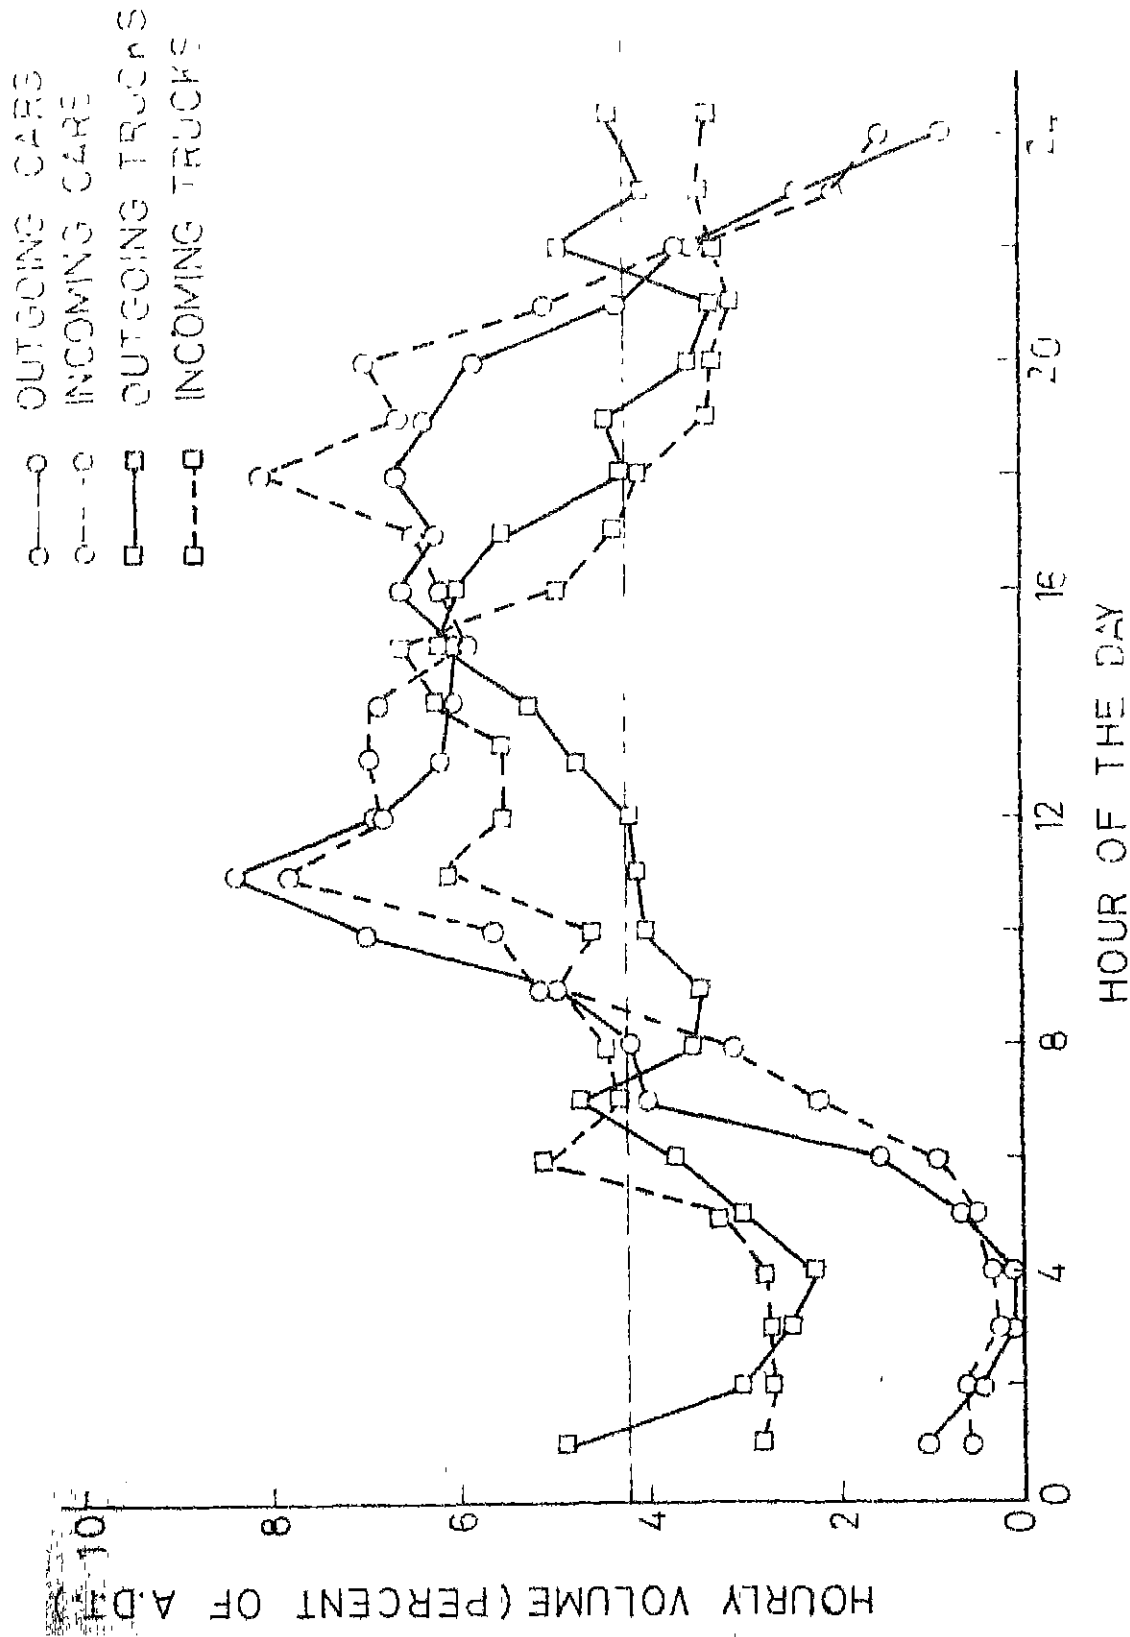 OUTGOING CARS
INCOMING CARS
OUTGOING TRUCKS
INCOMING TRUCKS
HOURLY VOLUME (PERCENT OF A.D.T)
10
8
6
4
2
0
0 4 8 12 16 20 24
HOUR OF THE DAY